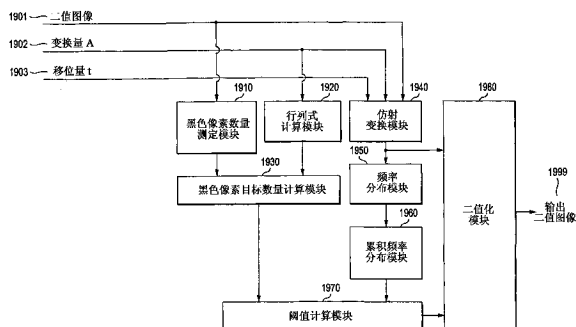 1901 二值图像
1902 变换量 A
1903 移位量 t
1910
黑色像素数量
测定模块
1920
行列式
计算模块
1940
仿射
变换模块
1930
黑色像素目标数量计算模块
1950
频率
分布模块
1960
累积频率
分布模块
1970
阈值计算模块
1980
二值化
模块
1999
输出
二值图像